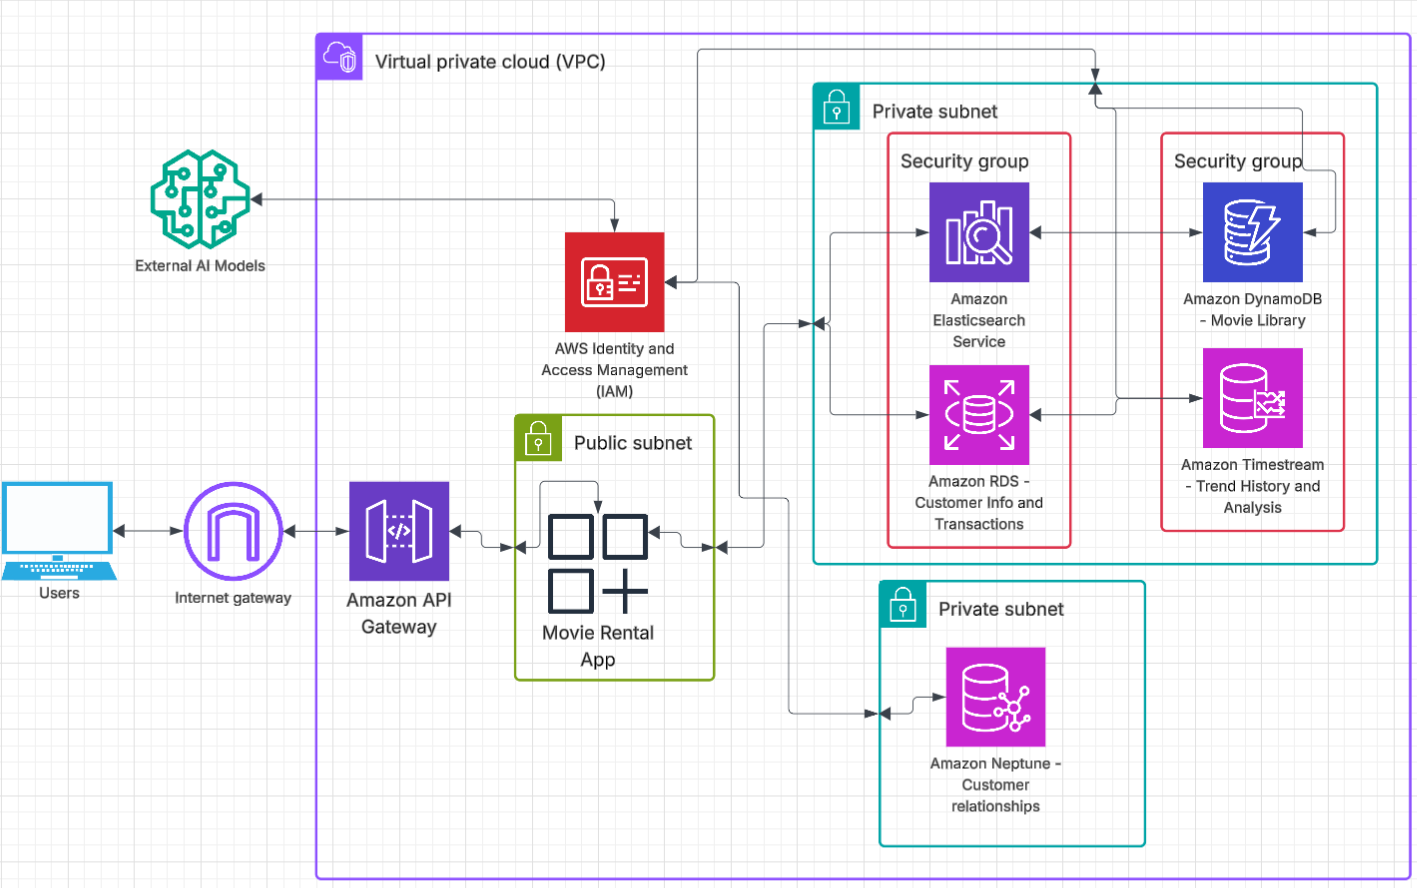 Virtual private cloud (VPC)
Private subnet
Security group
Security group
External AI Models
Amazon
Elasticsearch
Service
Amazon DynamoDB
- Movie Library
AWS Identity and
Access Management
(IAM)
Public subnet
Amazon RDS -
Customer Info and
Transactions
Amazon Timestream
- Trend History and
Analysis
</>
Users
Internet gateway
Amazon API
Gateway
Movie Rental
App
Private subnet
Amazon Neptune -
Customer
relationships